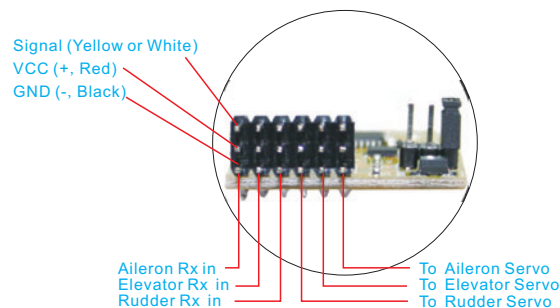 Signal (Yellow or White)
VCC (+, Red)
GND (-, Black)
Aileron Rx in
Elevator Rx in
Rudder Rx in
To Aileron Servo
To Elevator Servo
To Rudder Servo